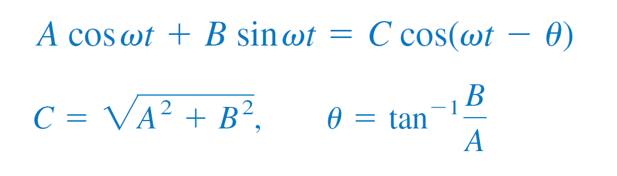 A cos ωt + B sin ωt = C cos(ωt − θ)
C = √(A² + B²), θ = tan⁻¹ B/A